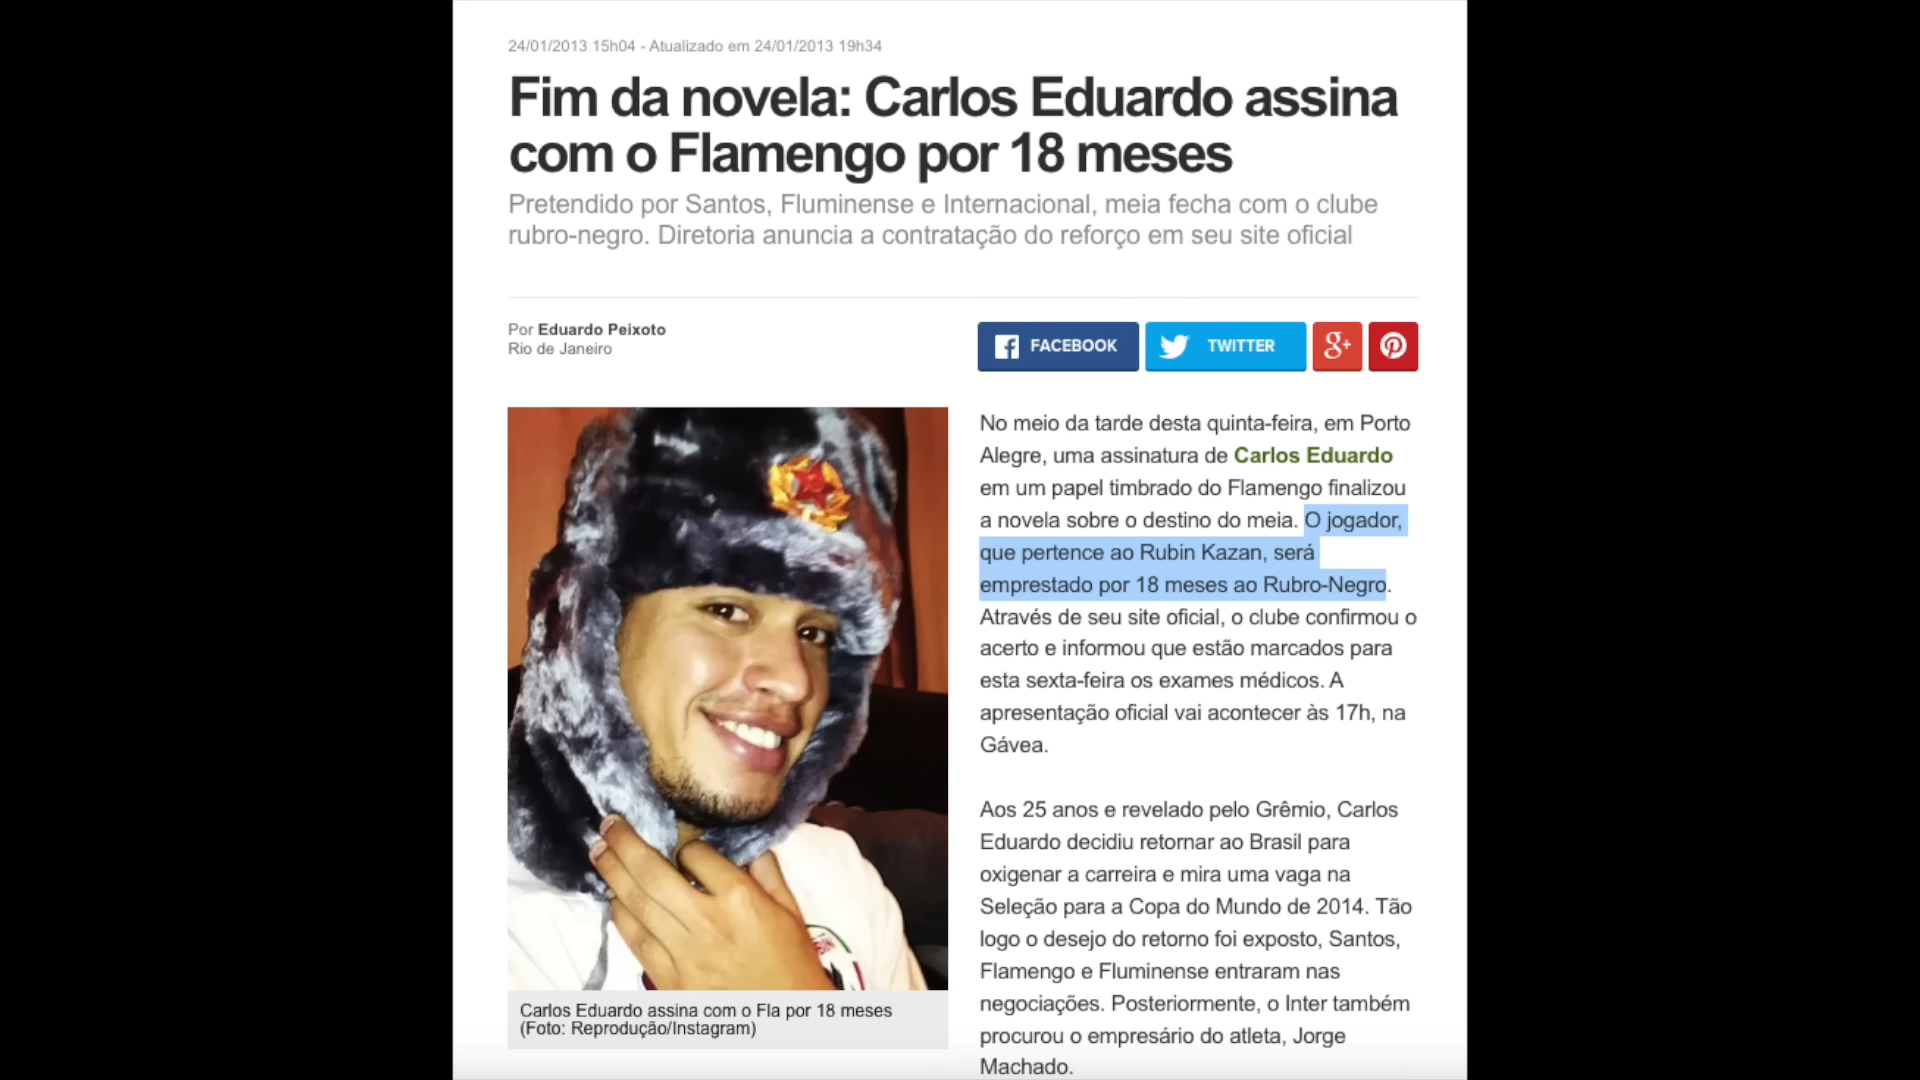 24/01/2013 15h04 - Atualizado em 24/01/2013 19h34
Fim da novela: Carlos Eduardo assina
com o Flamengo por 18 meses
Pretendido por Santos, Fluminense e Internacional, meia fecha com o clube
rubro-negro. Diretoria anuncia a contratação do reforço em seu site oficial
Por Eduardo Peixoto
Rio de Janeiro
FACEBOOK
TWITTER
g+
No meio da tarde desta quinta-feira, em Porto
Alegre, uma assinatura de Carlos Eduardo
em um papel timbrado do Flamengo finalizou
a novela sobre o destino do meia. O jogador,
que pertence ao Rubin Kazan, será
emprestado por 18 meses ao Rubro-Negro.
Através de seu site oficial, o clube confirmou o
acerto e informou que estão marcados para
esta sexta-feira os exames médicos. A
apresentação oficial vai acontecer às 17h, na
Gávea.
Aos 25 anos e revelado pelo Grêmio, Carlos
Eduardo decidiu retornar ao Brasil para
oxigenar a carreira e mira uma vaga na
Seleção para a Copa do Mundo de 2014. Tão
logo o desejo do retorno foi exposto, Santos,
Flamengo e Fluminense entraram nas
negociações. Posteriormente, o Inter também
procurou o empresário do atleta, Jorge
Machado.
Carlos Eduardo assina com o Fla por 18 meses
(Foto: Reprodução/Instagram)